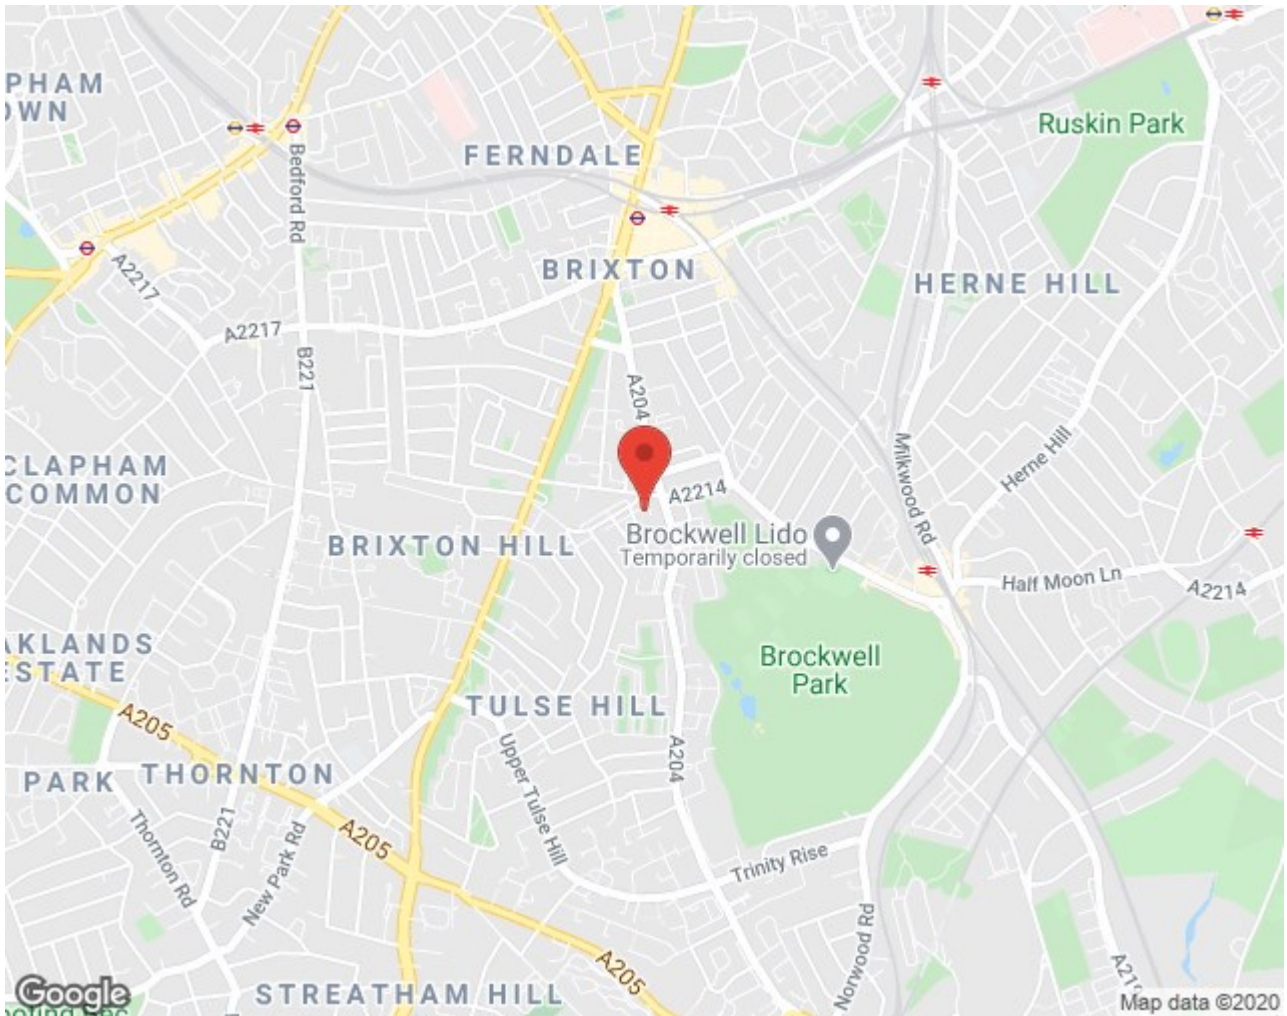 PHAM
OWN
Bedford Rd
FERNDALE
Ruskin Park
A2217
BRIXTON
HERNE HILL
A2217
B221
A204
Milkwood Rd
Herne Hill
CLAPHAM
COMMON
A2214
Brockwell Lido
Temporarily closed
BRIXTON HILL
Half Moon Ln
A2214
AKLANDS
ESTATE
Brockwell
Park
A205
TULSE HILL
A204
Upper Tulse Hill
PARK
THORNTON
B221
Thornton Rd
New Park Rd
A205
Trinity Rise
Norwood Rd
A205
STREATHAM HILL
Google
Map data ©2020